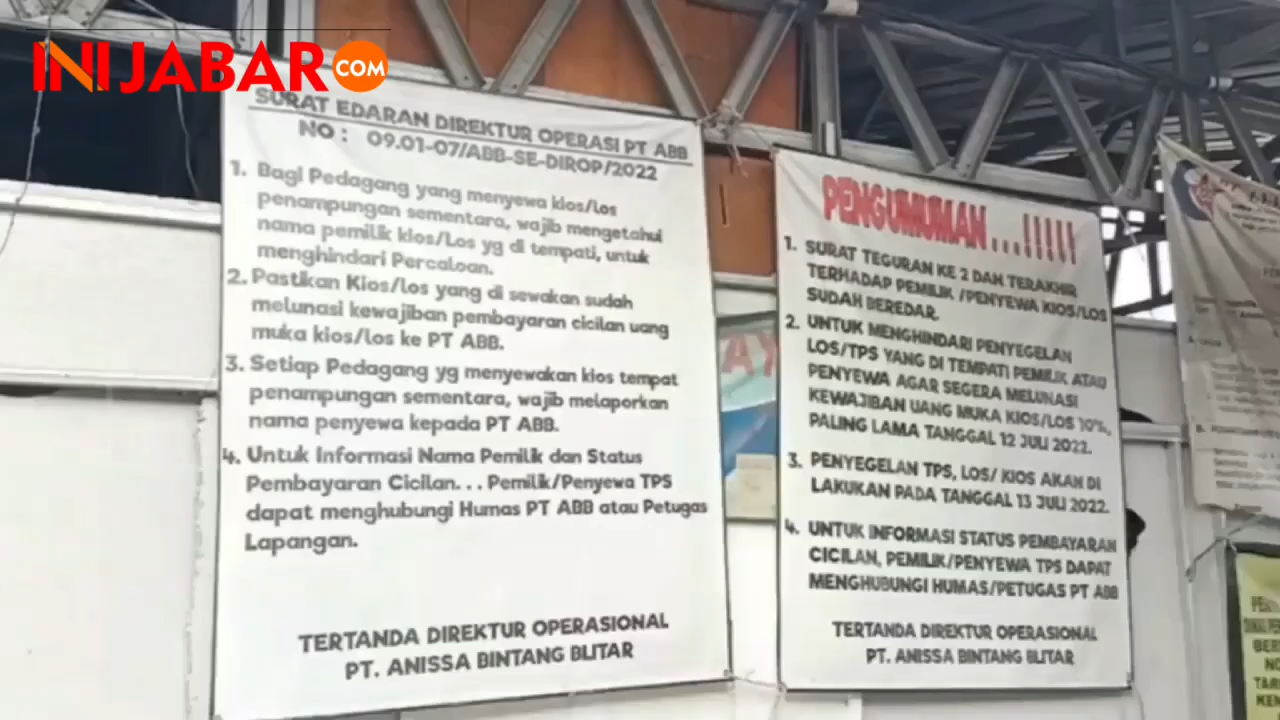 INIJABAR.COM
SURAT EDARAN DIREKTUR OPERASI PT ABB
NO : 09.01-07/ABB-SE-DIROP/2022
1. Bagi Pedagang yang menyewa kios/los
penampungan sementara, wajib mengetahui
nama pemilik kios/Los yg di tempati, untuk
menghindari Percaloan.
2. Pastikan Kios/los yang di sewakan sudah
melunasi kewajiban pembayaran cicilan uang
muka kios/los ke PT ABB.
3. Setiap Pedagang yg menyewakan kios tempat
penampungan sementara, wajib melaporkan
nama penyewa kepada PT ABB.
4. Untuk Informasi Nama Pemilik dan Status
Pembayaran Cicilan... Pemilik/Penyewa TPS
dapat menghubungi Humas PT ABB atau Petugas
Lapangan.
TERTANDA DIREKTUR OPERASIONAL
PT. ANISSA BINTANG BLITAR
PENGUMUMAN...!!!!!
1. SURAT TEGURAN KE 2 DAN TERAKHIR
TERHADAP PEMILIK /PENYEWA KIOS/LOS
SUDAH BEREDAR.
2. UNTUK MENGHINDARI PENYEGELAN
LOS/TPS YANG DI TEMPATI PEMILIK ATAU
PENYEWA AGAR SEGERA MELUNASI
KEWAJIBAN UANG MUKA KIOS/LOS 10%,
PALING LAMA TANGGAL 12 JULI 2022.
3. PENYEGELAN TPS, LOS/ KIOS AKAN DI
LAKUKAN PADA TANGGAL 13 JULI 2022.
4. UNTUK INFORMASI STATUS PEMBAYARAN
CICILAN, PEMILIK/PENYEWA TPS DAPAT
MENGHUBUNGI HUMAS/PETUGAS PT ABB
TERTANDA DIREKTUR OPERASIONAL
PT. ANISSA BINTANG BLITAR